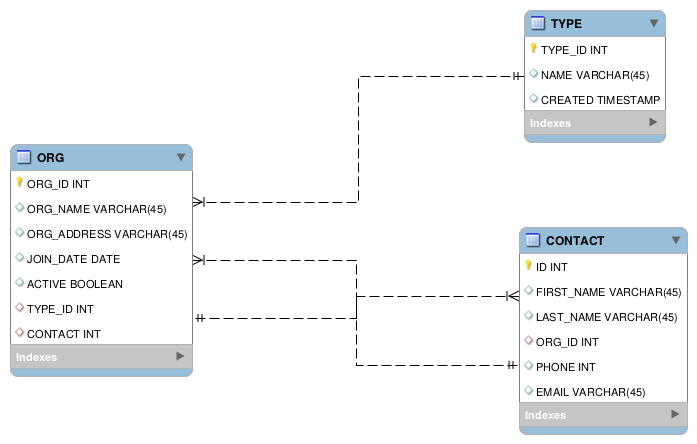 TYPE
TYPE_ID INT
NAME VARCHAR(45)
CREATED TIMESTAMP
Indexes
ORG
ORG_ID INT
ORG_NAME VARCHAR(45)
ORG_ADDRESS VARCHAR(45)
JOIN_DATE DATE
ACTIVE BOOLEAN
TYPE_ID INT
CONTACT INT
Indexes
CONTACT
ID INT
FIRST_NAME VARCHAR(45)
LAST_NAME VARCHAR(45)
ORG_ID INT
PHONE INT
EMAIL VARCHAR(45)
Indexes